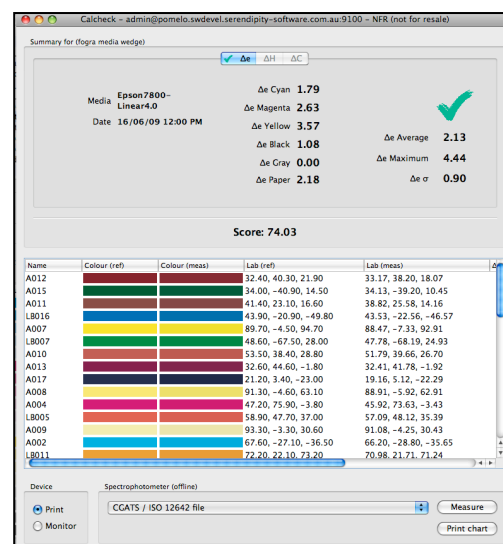 Calcheck - admin@pomelo.swdevel.serendipity-software.com.au:9100 - NFR (not for resale)
Summary for (fogra media wedge)
Δe ΔH ΔC
Media Epson7800-Linear4.0
Date 16/06/09 12:00 PM
Δe Cyan 1.79
Δe Magenta 2.63
Δe Yellow 3.57
Δe Black 1.08
Δe Gray 0.00
Δe Paper 2.18
Δe Average 2.13
Δe Maximum 4.44
Δe σ 0.90
Score: 74.03
Name Colour (ref) Colour (meas) Lab (ref) Lab (meas)
A012 32.40, 40.30, 21.90 33.17, 38.20, 18.07
A015 34.00, -40.90, 14.50 34.13, -39.20, 10.45
A011 41.40, 23.10, 16.60 38.82, 25.58, 14.16
LB016 43.90, -20.90, -49.80 43.53, -22.56, -46.57
A007 89.70, -4.50, 94.70 88.47, -7.33, 92.91
LB007 48.60, -67.50, 28.00 47.78, -68.19, 24.93
A010 53.50, 38.40, 28.80 51.79, 39.66, 26.70
A013 32.60, 44.60, -1.80 32.41, 41.78, -1.92
A017 21.20, 3.40, -23.00 19.16, 5.12, -22.29
A008 91.30, -4.60, 63.10 88.91, -5.92, 62.91
A004 47.20, 75.90, -3.80 45.92, 73.63, -3.43
LB005 58.90, 47.70, 37.00 57.09, 48.12, 35.39
A009 93.30, -3.30, 30.60 91.08, -4.25, 30.43
A002 67.60, -27.10, -36.50 66.20, -28.80, -35.65
LB011 72.20, 22.10, 73.20 70.98, 21.71, 71.24
Device
Print
Monitor
Spectrophotometer (offline)
CGATS / ISO 12642 file
Measure
Print chart